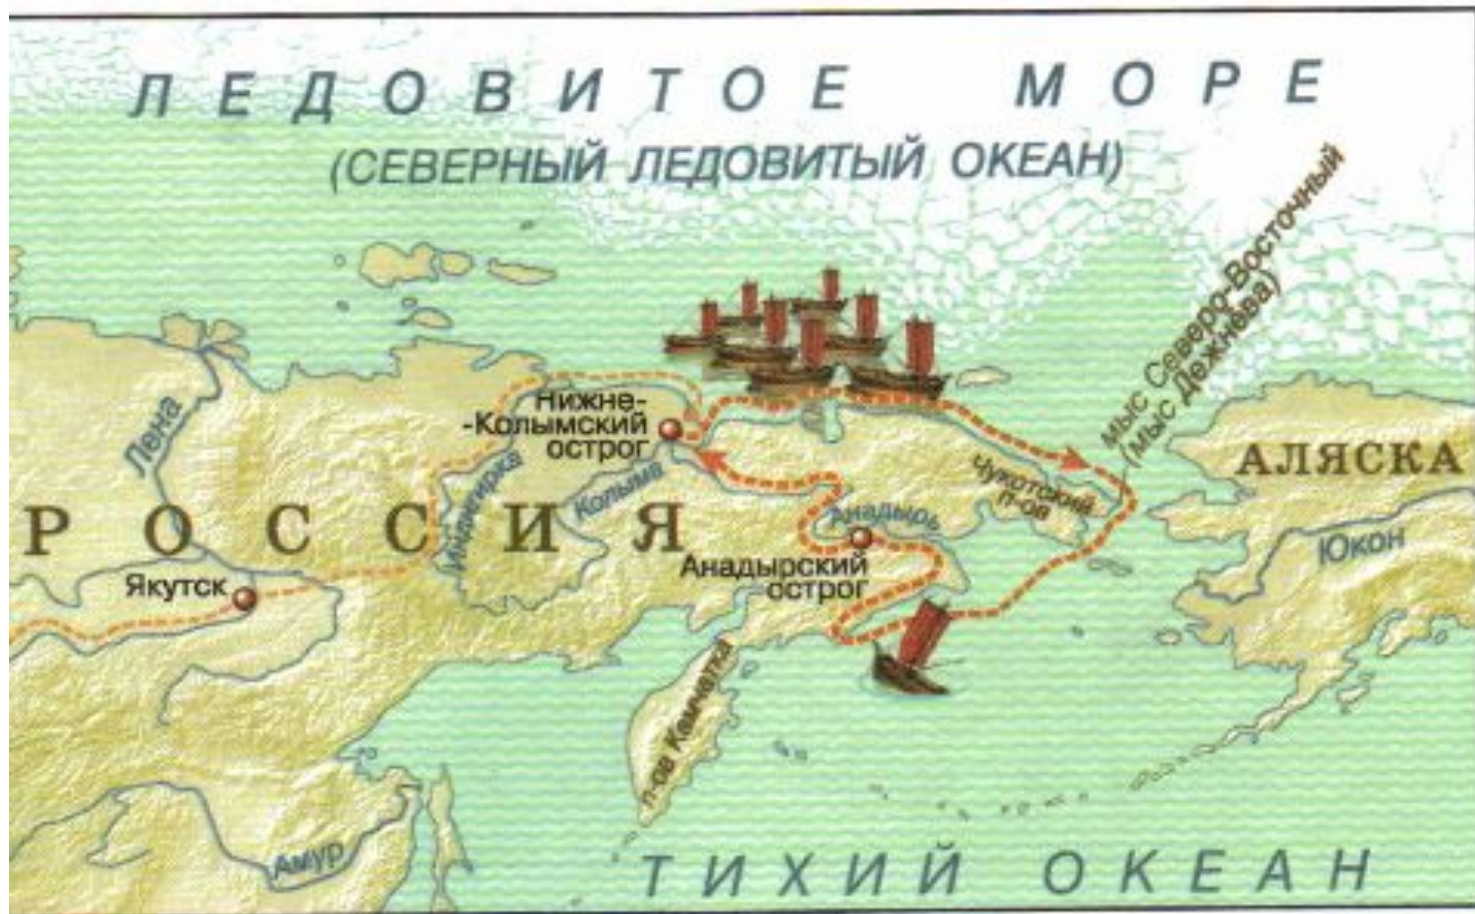 ЛЕДОВИТОЕ МОРЕ
(СЕВЕРНЫЙ ЛЕДОВИТЫЙ ОКЕАН)
мыс Северо-Восточный
(мыс Дежнёва)
Лена
Нижне-
-Колымский
острог
Индигирка
Колыма
Чукотский
п-ов
АЛЯСКА
РОССИЯ
Анадырь
Юкон
Якутск
Анадырский
острог
п-ов Камчатка
Амур
ТИХИЙ ОКЕАН